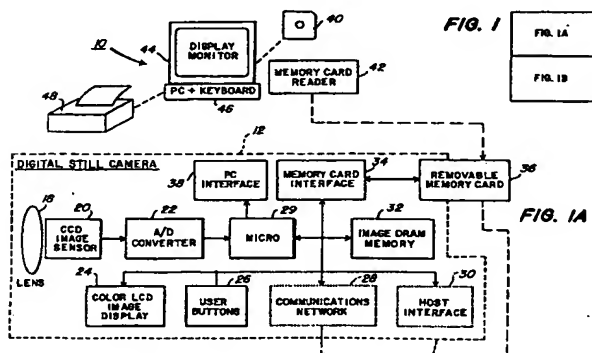 FIG. 1
FIG. 1A
FIG. 1B
10
44
DISPLAY
MONITOR
40
48
PC + KEYBOARD
46
MEMORY CARD
READER
42
12
DIGITAL STILL CAMERA
38
PC
INTERFACE
MEMORY CARD
INTERFACE
34
REMOVABLE
MEMORY CARD
36
FIG. 1A
18
LENS
20
CCD
IMAGE
SENSOR
22
A/D
CONVERTER
29
MICRO
32
IMAGE DRAM
MEMORY
24
COLOR LCD
IMAGE
DISPLAY
26
USER
BUTTONS
28
COMMUNICATIONS
NETWORK
30
HOST
INTERFACE